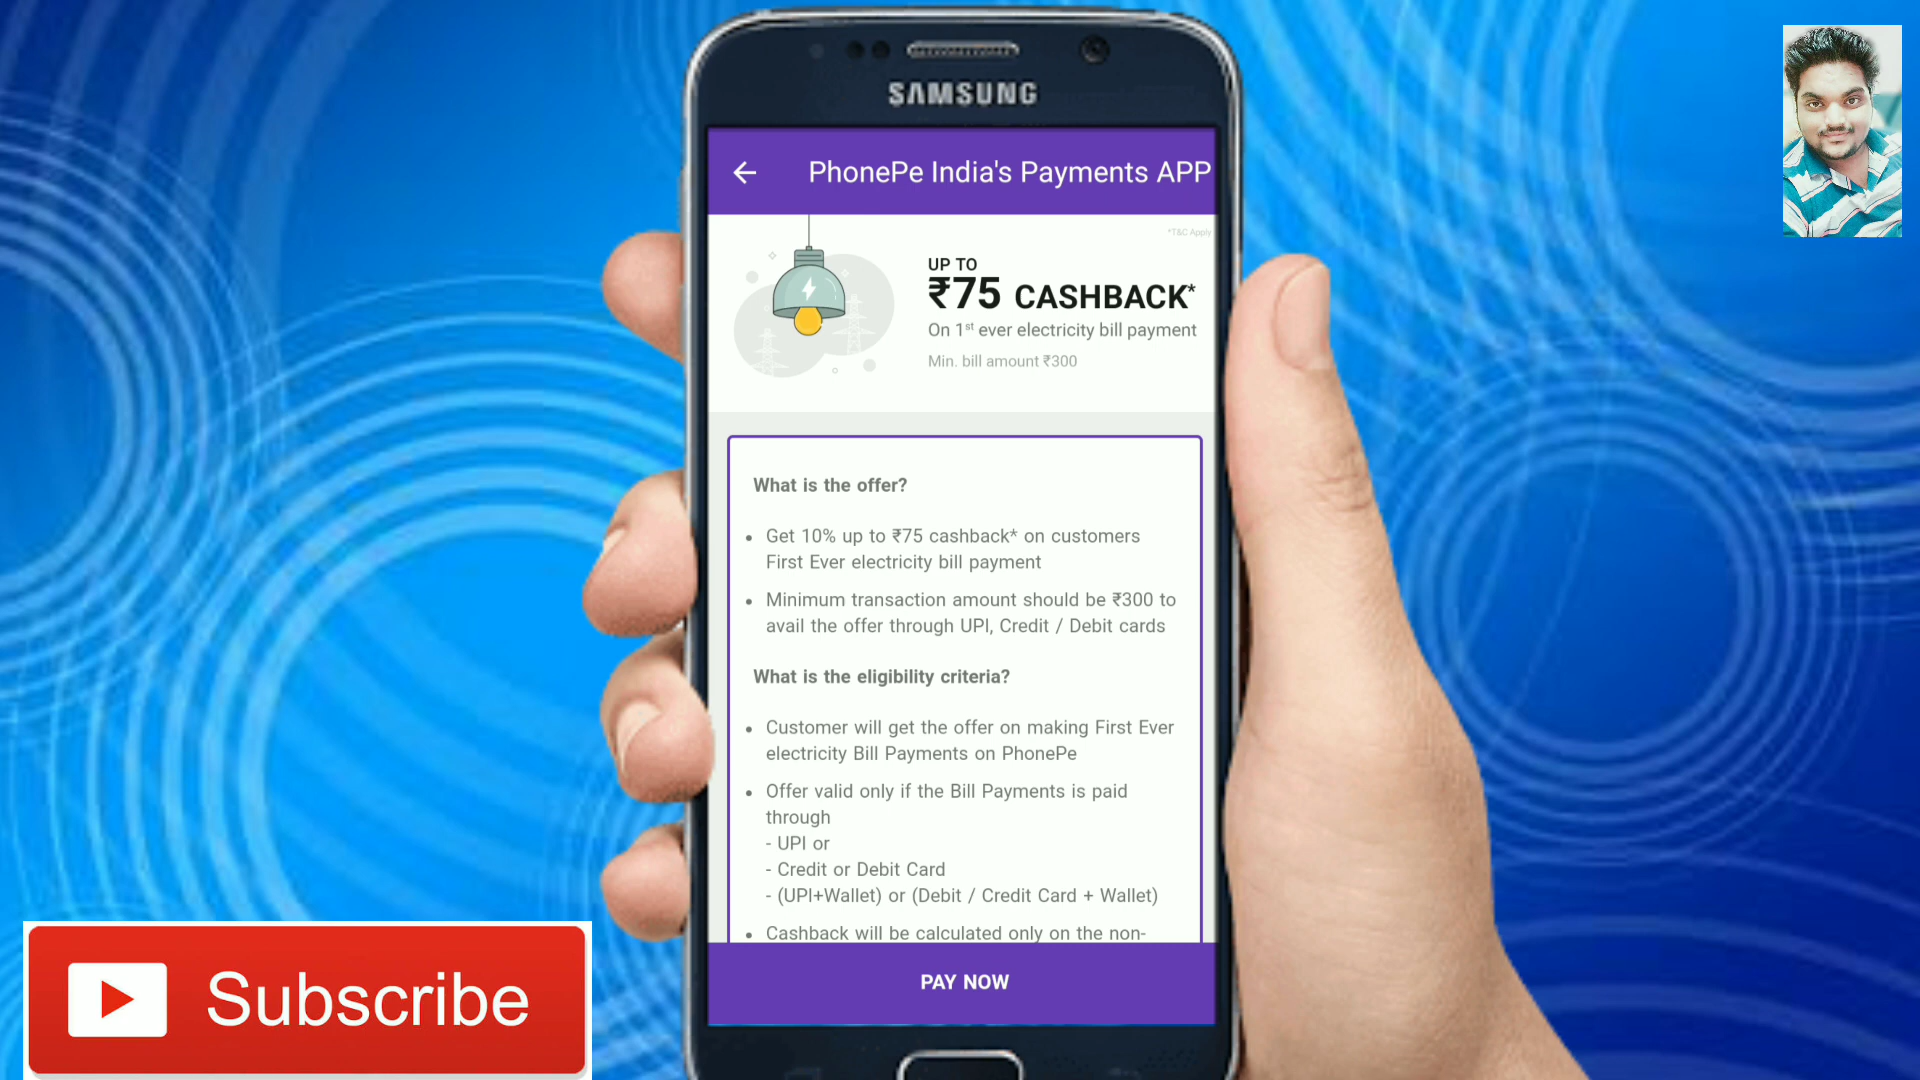 SAMSUNG
PhonePe India's Payments APP
*T&C Apply
UP TO
₹75 CASHBACK*
On 1st ever electricity bill payment
Min. bill amount ₹300
What is the offer?
• Get 10% up to ₹75 cashback* on customers
First Ever electricity bill payment
• Minimum transaction amount should be ₹300 to
avail the offer through UPI, Credit / Debit cards
What is the eligibility criteria?
• Customer will get the offer on making First Ever
electricity Bill Payments on PhonePe
• Offer valid only if the Bill Payments is paid
through
- UPI or
- Credit or Debit Card
- (UPI+Wallet) or (Debit / Credit Card + Wallet)
• Cashback will be calculated only on the non-
PAY NOW
Subscribe